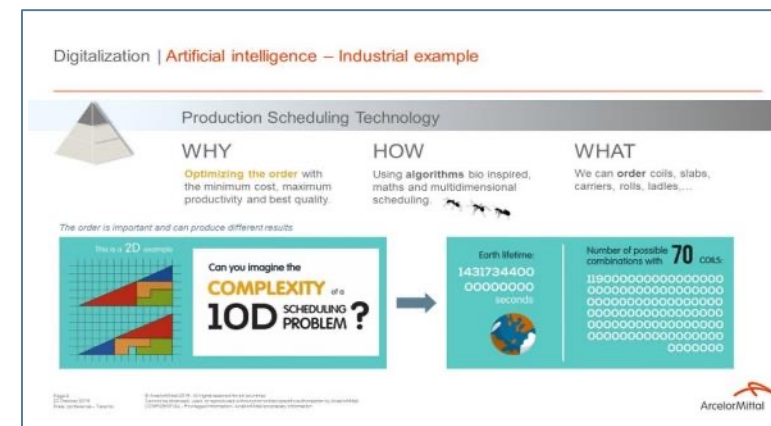 Digitalization | Artificial intelligence – Industrial example
Production Scheduling Technology
WHY
Optimizing the order with
the minimum cost, maximum
productivity and best quality.
HOW
Using algorithms bio inspired,
maths and multidimensional
scheduling.
WHAT
We can order coils, slabs,
carriers, rolls, ladles,...
The order is important and can produce different results
This is a 2D example
Can you imagine the
COMPLEXITY of a
10D SCHEDULING PROBLEM ?
Earth lifetime:
1431734400
00000000
seconds
Number of possible
combinations with 70 COILS:
11900000000000000
00000000000000000
00000000000000000
00000000000000000
00000000000000000
00000000000000000
0000000
ArcelorMittal